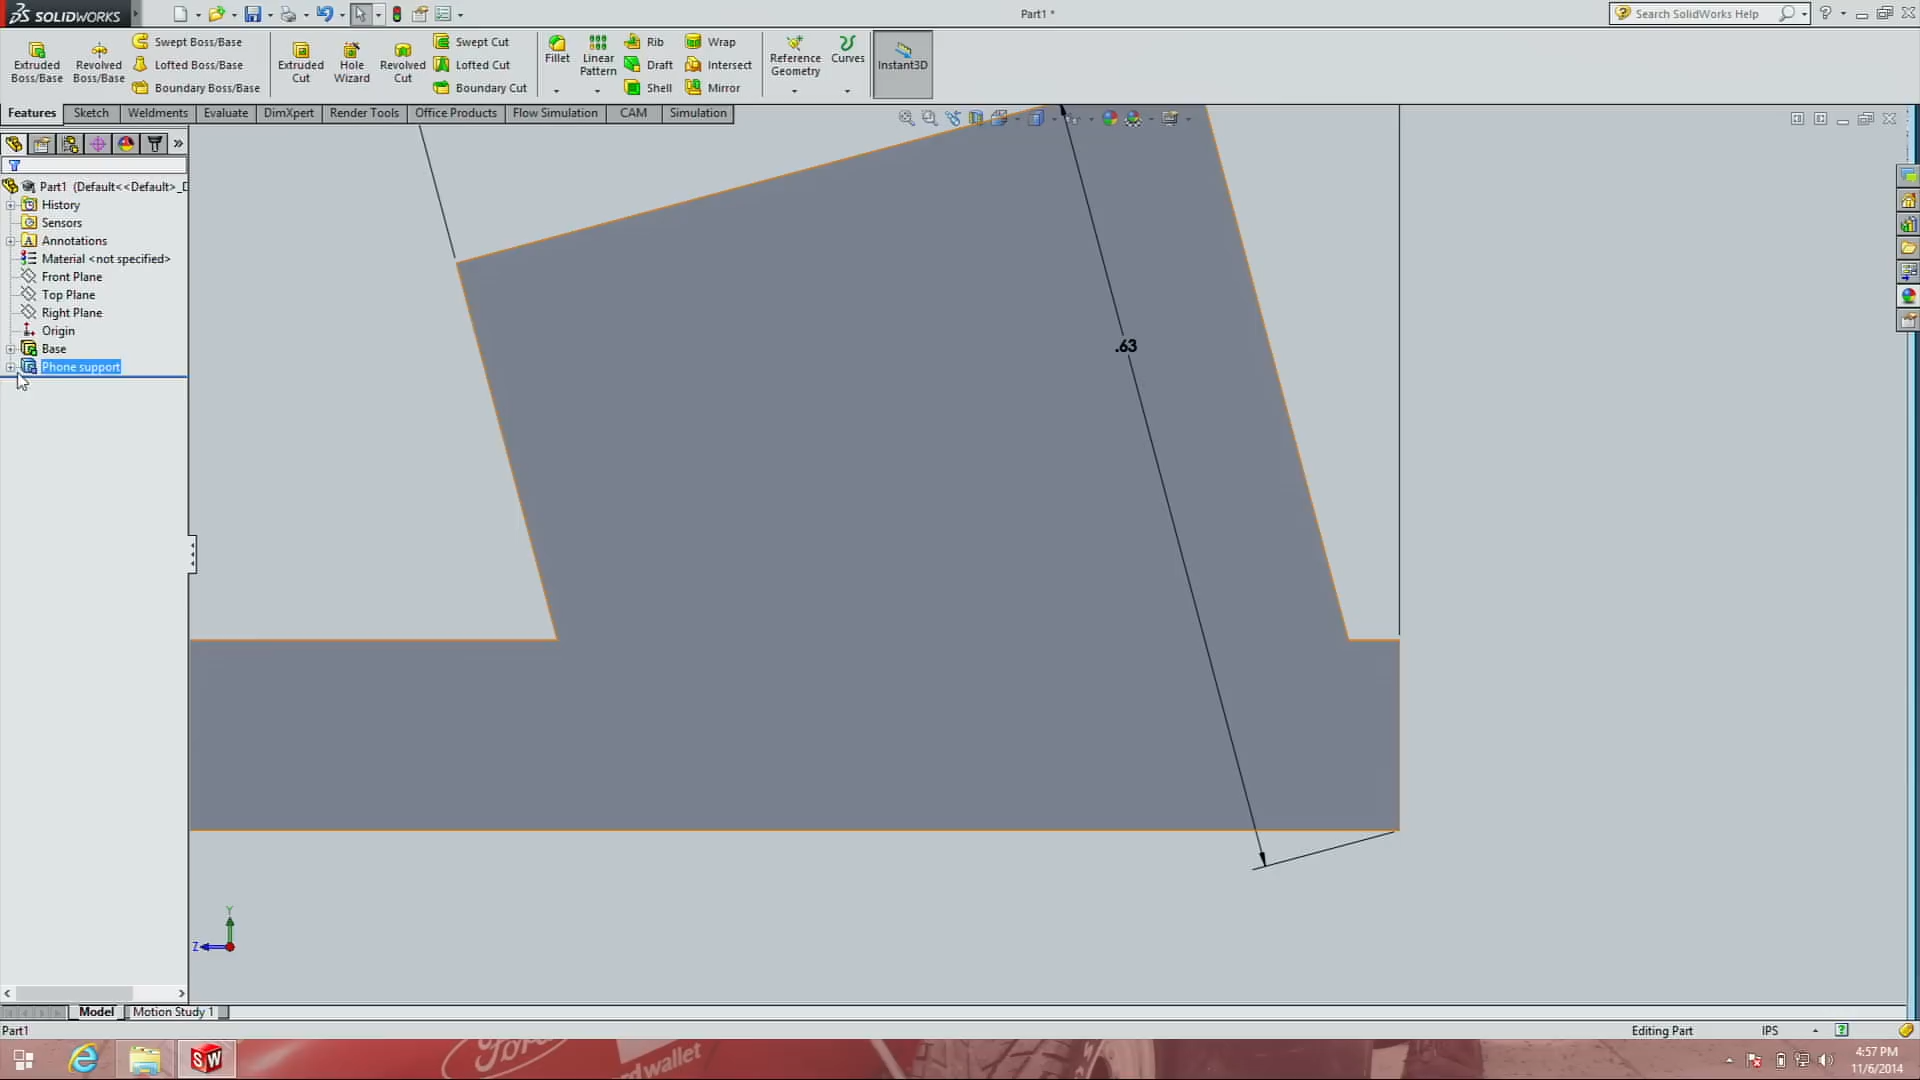 SOLIDWORKS
Part1 *
Search SolidWorks Help
Extruded Boss/Base
Revolved Boss/Base
Swept Boss/Base
Lofted Boss/Base
Boundary Boss/Base
Extruded Cut
Hole Wizard
Revolved Cut
Swept Cut
Lofted Cut
Boundary Cut
Fillet
Linear Pattern
Rib
Draft
Shell
Wrap
Intersect
Mirror
Reference Geometry
Curves
Instant3D
Features
Sketch
Weldments
Evaluate
DimXpert
Render Tools
Office Products
Flow Simulation
CAM
Simulation
Part1 (Default<<Default>_D
History
Sensors
Annotations
Material <not specified>
Front Plane
Top Plane
Right Plane
Origin
Base
Phone support
.63
Y
Z
Model
Motion Study 1
Part1
Editing Part
IPS
SW
Ford
rdwallet
4:57 PM
11/6/2014